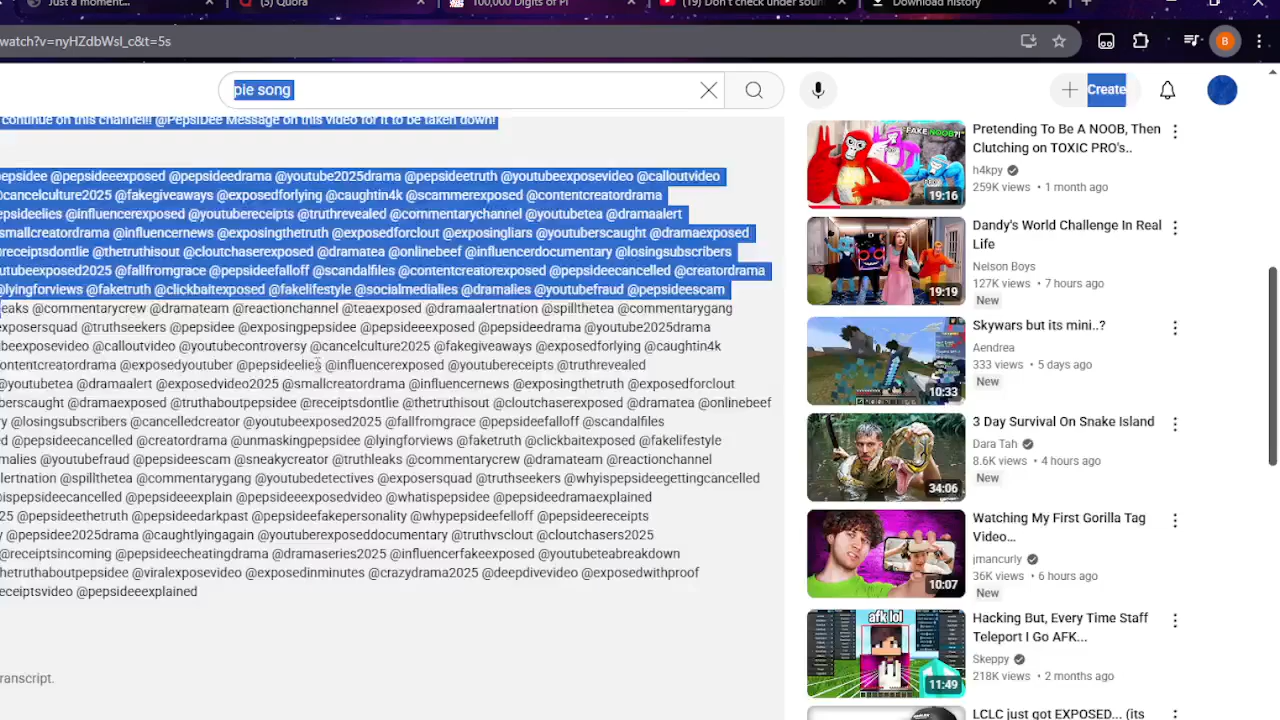 Just a moment...
(3) Quora
100,000 Digits of Pi
(19) Don't check under
Download history
watch?v=nyHZdbWsl_c&t=5s
B
pie song
Create
continue on this channel! @PepsiDee Message on this video for it to be taken down!
epsidee @pepsideeexposed @pepsideedrama @youtube2025drama @pepsideetruth @youtubeexposevideo @calloutvideo
@cancelculture2025 @fakegiveaways @exposedforlying @caughtin4k @scammerexposed @contentcreatordrama
epsideelies @influencerexposed @youtubereceipts @truthrevealed @commentarychannel @youtubetea @dramaalert
smallcreatordrama @influencernews @exposingthetruth @exposedforclout @exposingliars @youtuberscaught @dramaexposed
receiptsdontlie @thetruthisout @cloutchaserexposed @dramatea @onlinebeef @influencerdocumentary @losingsubscribers
utubeexposed2025 @fallfromgrace @pepsideefalloff @scandalfiles @contentcreatorexposed @pepsideecancelled @creatordrama
@lyingforviews @faketruth @clickbaitexposed @fakelifestyle @socialmedialies @dramalies @youtubefraud @pepsideescam
eaks @commentarycrew @dramateam @reactionchannel @teaexposed @dramaalertnation @spillthetea @commentarygang
exposersquad @truthseekers @pepsidee @exposingpepsidee @pepsideeexposed @pepsideedrama @youtube2025drama
beexposevideo @calloutvideo @youtubecontroversy @cancelculture2025 @fakegiveaways @exposedforlying @caughtin4k
ontentcreatordrama @exposedyoutuber @pepsideelies @influencerexposed @youtubereceipts @truthrevealed
@youtubetea @dramaalert @exposedvideo2025 @smallcreatordrama @influencernews @exposingthetruth @exposedforclout
berscaught @dramaexposed @canceledpepsidee @receiptsdontlie @thetruthisout @cloutchaserexposed @dramatea @onlinebeef
y @losingsubscribers @cancelledcreator @youtubeexposed2025 @fallfromgrace @pepsideefalloff @scandalfiles
ed @pepsideecancelled @creatordrama @unmaskingpepsidee @lyingforviews @faketruth @clickbaitexposed @fakelifestyle
malies @youtubefraud @pepsideescam @sneakycreator @truthleaks @commentarycrew @dramateam @reactionchannel
lertnation @spillthetea @commentarygang @youtubedetectives @exposersquad @truthseekers @whyispepsideegettingcancelled
ispepsideecancelled @pepsideeexplain @pepsideeexposedvideo @whatispepsidee @pepsideedramaexplained
25 @pepsideethetruth @pepsideedarkpast @pepsideefakepersonality @whypepsideefelloff @pepsideereceipts
y @pepsidee2025drama @caughtlyingagain @youtuberexposeddocumentary @truthvsclout @cloutchasers2025
@receiptsincoming @pepsideecheatingdrama @dramaseries2025 @influencerfakeexposed @youtubeteabreakdown
hetruthaboutpepsidee @viralexposevideo @exposedinminutes @crazydrama2025 @deepdivevideo @exposedwithproof
eceiptsvideo @pepsideeexplained
ranscript.
FAKE NOOB?!
19:16
Pretending To Be A NOOB, Then
Clutching on TOXIC PRO's..
h4kpy
259K views • 1 month ago
19:19
Dandy's World Challenge In Real
Life
Nelson Boys
127K views • 7 hours ago
New
10:33
Skywars but its mini..?
Aendrea
333 views • 5 days ago
New
34:06
3 Day Survival On Snake Island
Dara Tah
8.6K views • 4 hours ago
New
10:07
Watching My First Gorilla Tag
Video…
jmancurly
36K views • 6 hours ago
New
afk lol
11:49
Hacking But, Every Time Staff
Teleport I Go AFK...
Skeppy
218K views • 2 months ago
LCLC just got EXPOSED... (its